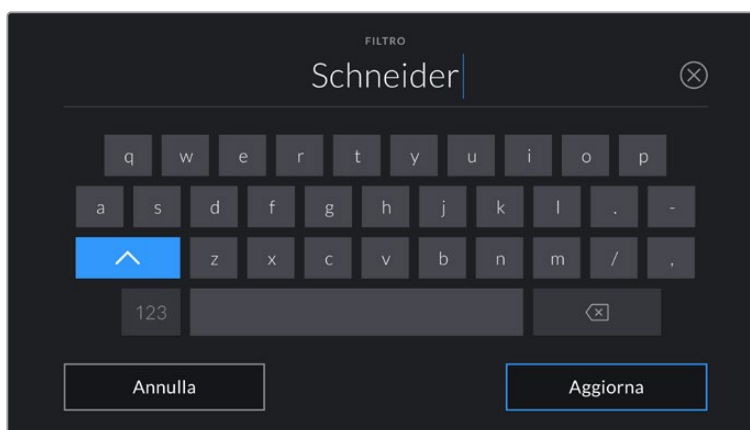 FILTRO
Schneider
q w e r t y u i o p
a s d f g h j k l . -
z x c v b n m / ,
123
Annulla Aggiorna